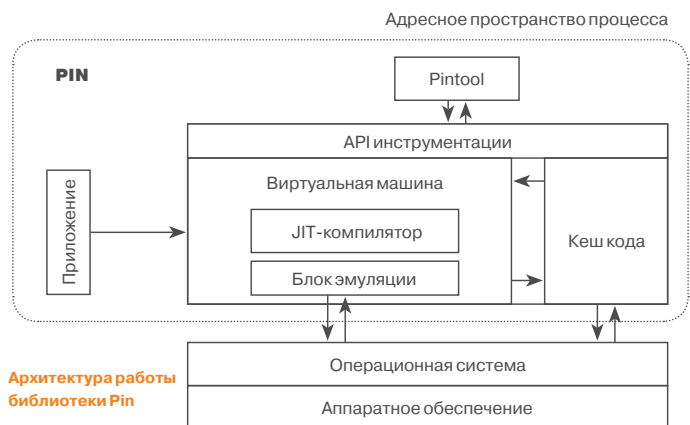 Адресное пространство процесса
PIN
Pintool
API инструментации
Виртуальная машина
Приложение
JIT-компилятор
Кеш кода
Блок эмуляции
Операционная система
Архитектура работы
библиотеки Pin
Аппаратное обеспечение